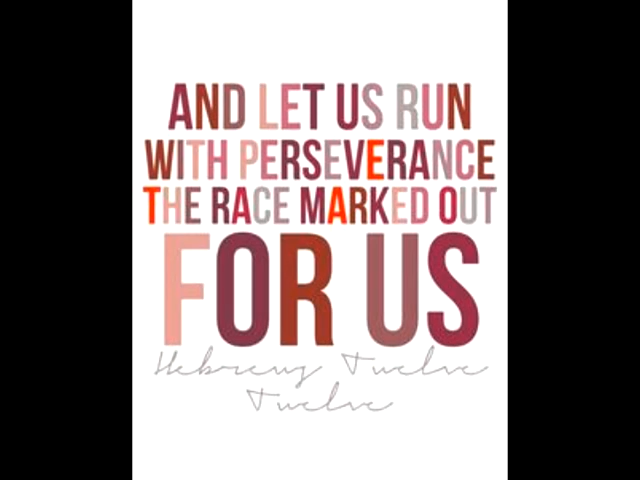 AND LET US RUN
WITH PERSEVERANCE
THE RACE MARKED OUT
FOR US
Hebrews Twelve
Twelve